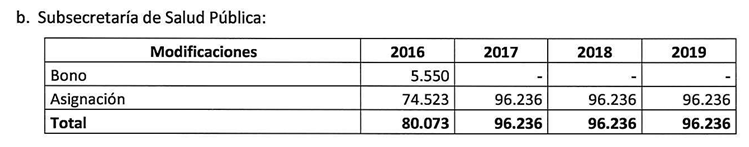 b. Subsecretaría de Salud Pública:
Modificaciones 2016 2017 2018 2019
Bono 5.550 - - -
Asignación 74.523 96.236 96.236 96.236
Total 80.073 96.236 96.236 96.236